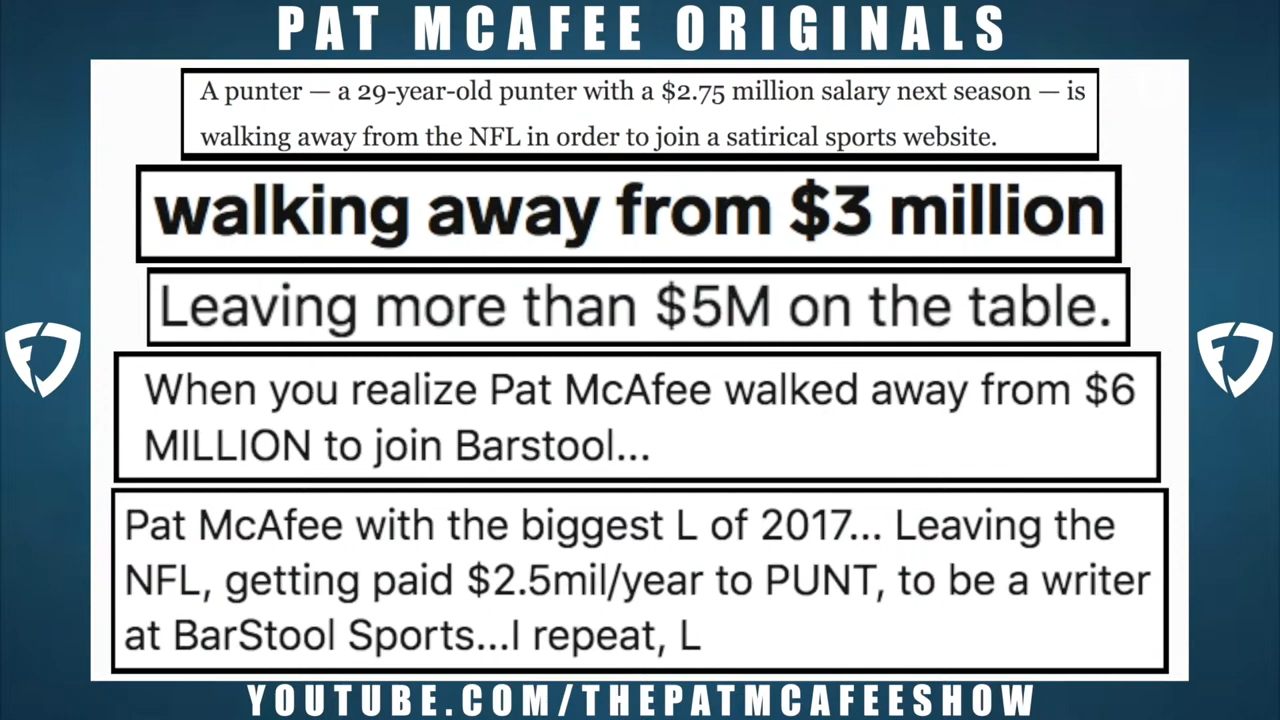 PAT MCAFEE ORIGINALS
A punter — a 29-year-old punter with a $2.75 million salary next season — is
walking away from the NFL in order to join a satirical sports website.
walking away from $3 million
Leaving more than $5M on the table.
When you realize Pat McAfee walked away from $6
MILLION to join Barstool...
Pat McAfee with the biggest L of 2017... Leaving the
NFL, getting paid $2.5mil/year to PUNT, to be a writer
at BarStool Sports...I repeat, L
YOUTUBE.COM/THEPATMCAFEESHOW